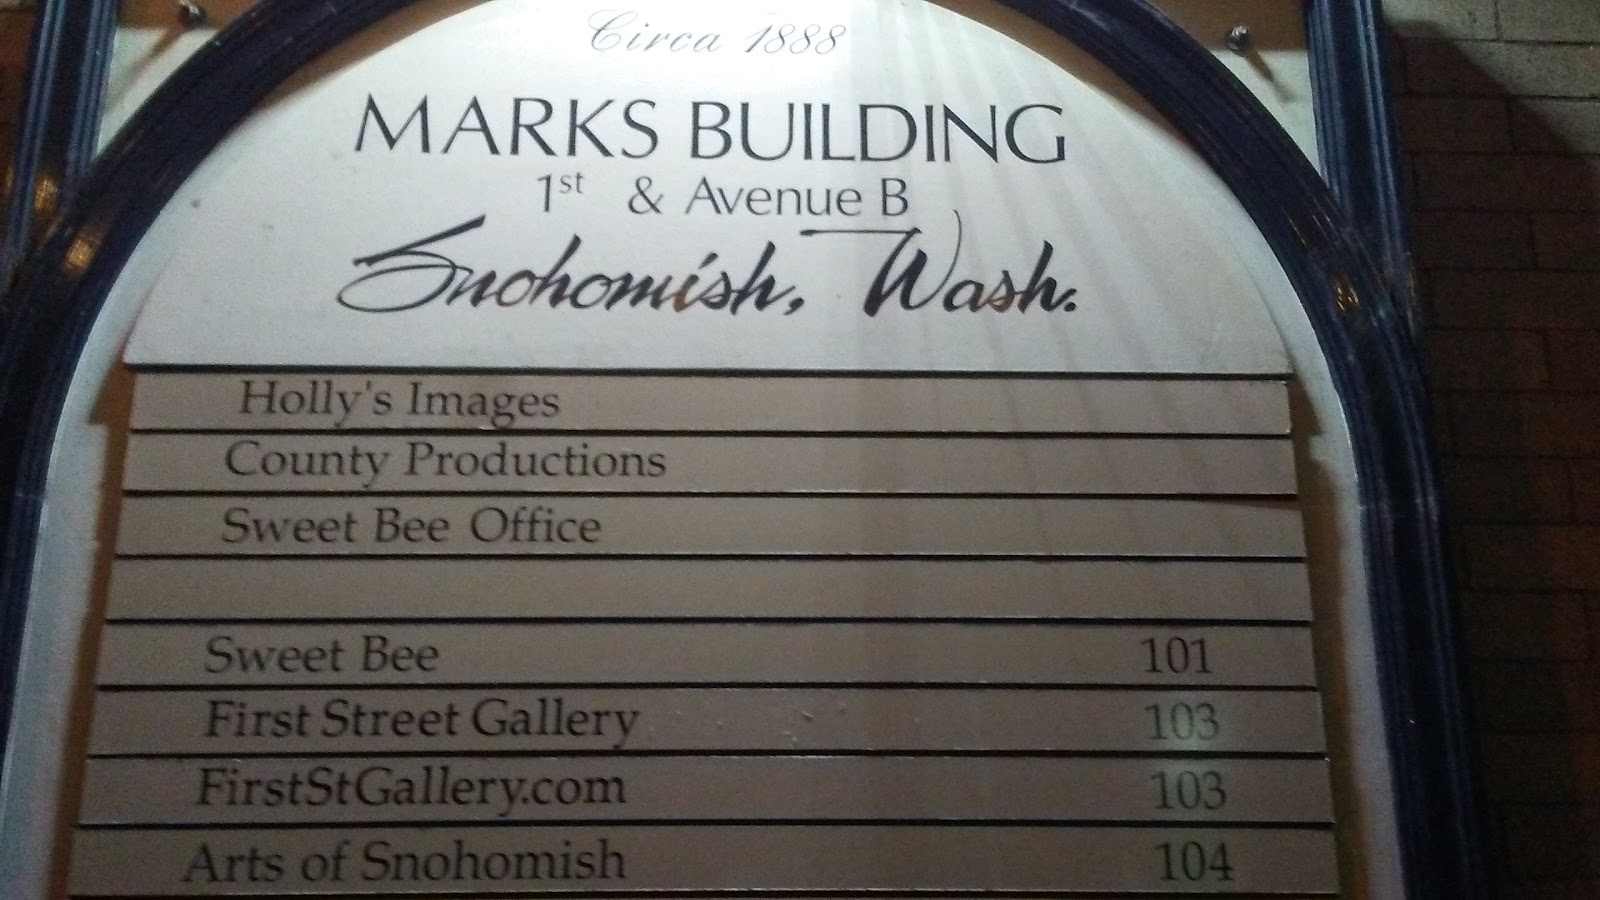 Circa 1888
MARKS BUILDING
1st & Avenue B
Snohomish, Wash.
Holly's Images
County Productions
Sweet Bee Office
Sweet Bee 101
First Street Gallery 103
FirstStGallery.com 103
Arts of Snohomish 104